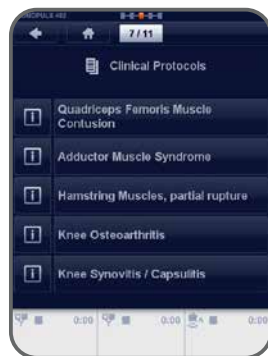 7 / 11
Clinical Protocols
Quadriceps Femoris Muscle
Contusion
Adductor Muscle Syndrome
Hamstring Muscles, partial rupture
Knee Osteoarthritis
Knee Synovitis / Capsulitis
0:00 0:00 0:00